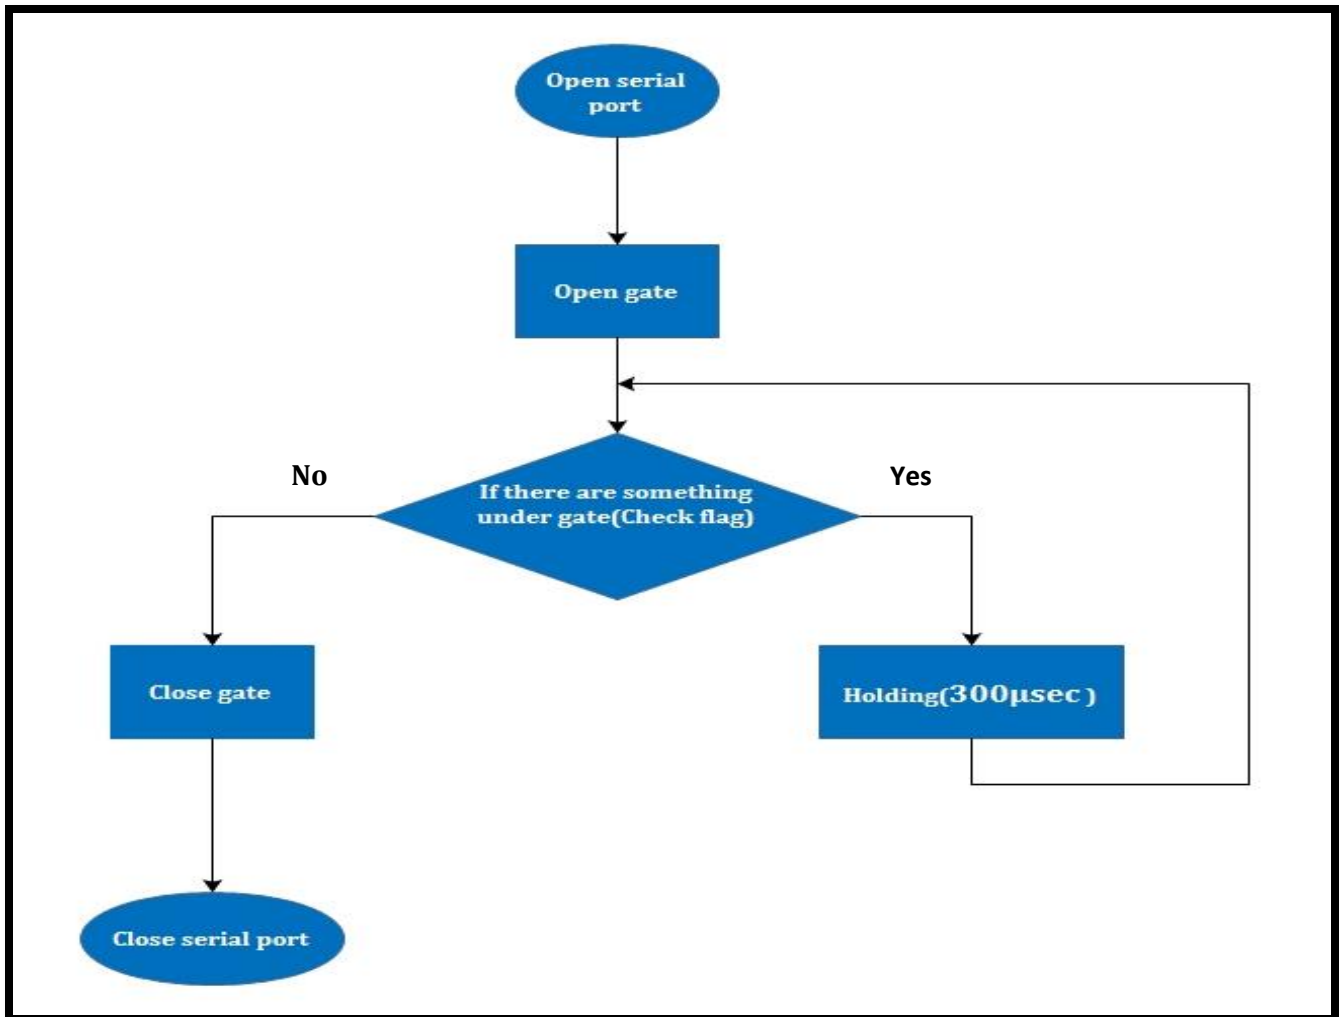 Open serial
port
Open gate
No
Yes
If there are something
under gate(Check flag)
Close gate
Holding(300µsec )
Close serial port